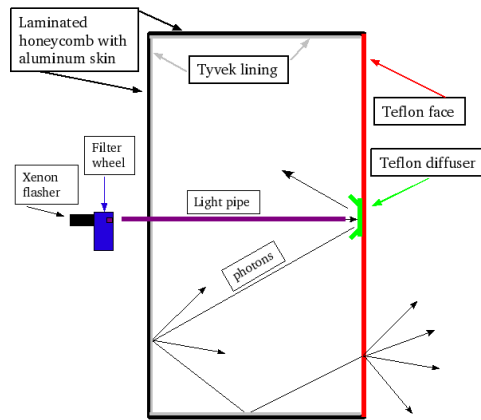 Laminated
honeycomb with
aluminum skin
Tyvek lining
Teflon face
Filter
wheel
Xenon
flasher
Light pipe
Teflon diffuser
photons